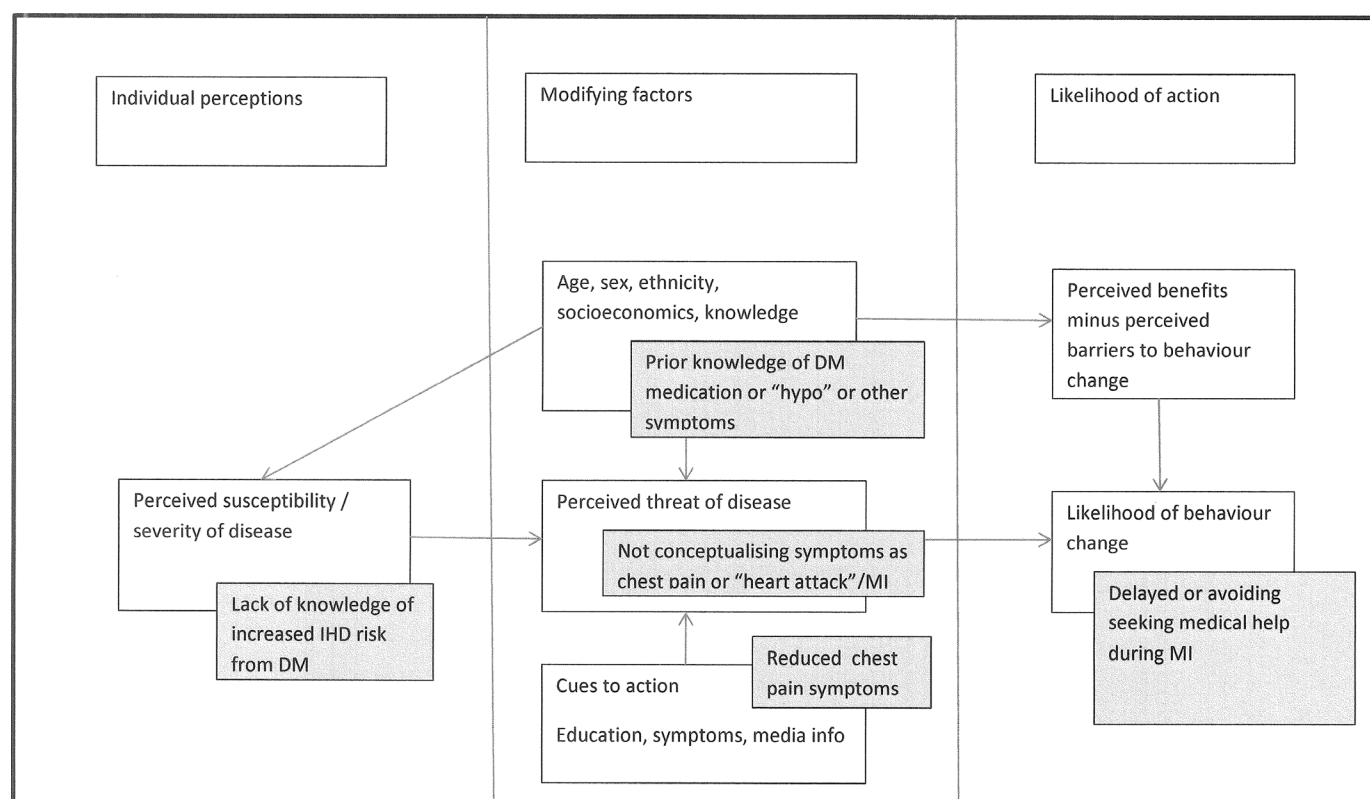 Individual perceptions
Modifying factors
Likelihood of action
Age, sex, ethnicity,
socioeconomics, knowledge
Prior knowledge of DM
medication or “hypo” or other
symptoms
Perceived benefits
minus perceived
barriers to behaviour
change
Perceived susceptibility /
severity of disease
Lack of knowledge of
increased IHD risk
from DM
Perceived threat of disease
Not conceptualising symptoms as
chest pain or “heart attack”/MI
Likelihood of behaviour
change
Delayed or avoiding
seeking medical help
during MI
Reduced chest
pain symptoms
Cues to action
Education, symptoms, media info